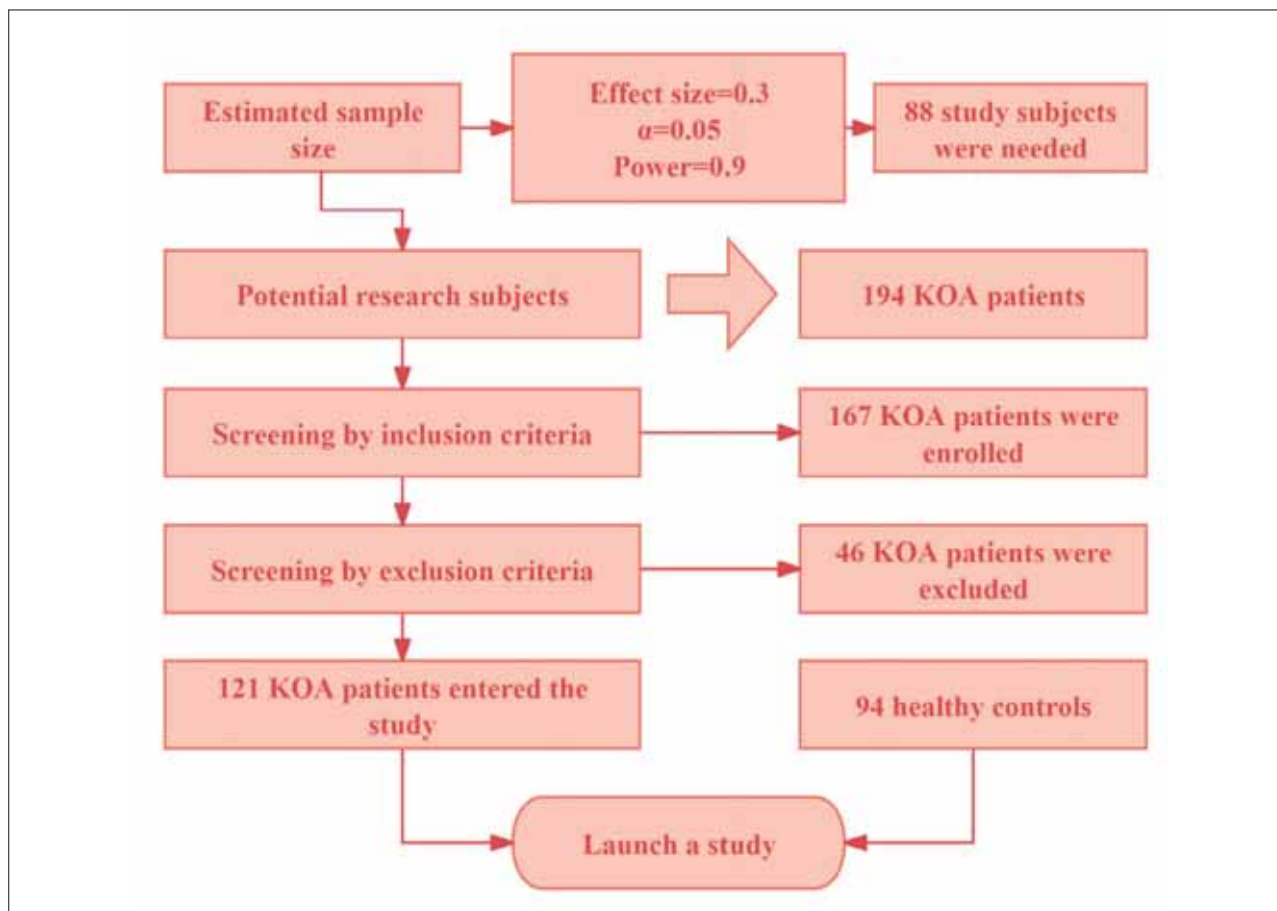 Estimated sample
size
Effect size=0.3
α=0.05
Power=0.9
88 study subjects
were needed
Potential research subjects
194 KOA patients
Screening by inclusion criteria
167 KOA patients were
enrolled
Screening by exclusion criteria
46 KOA patients were
excluded
121 KOA patients entered the
study
94 healthy controls
Launch a study